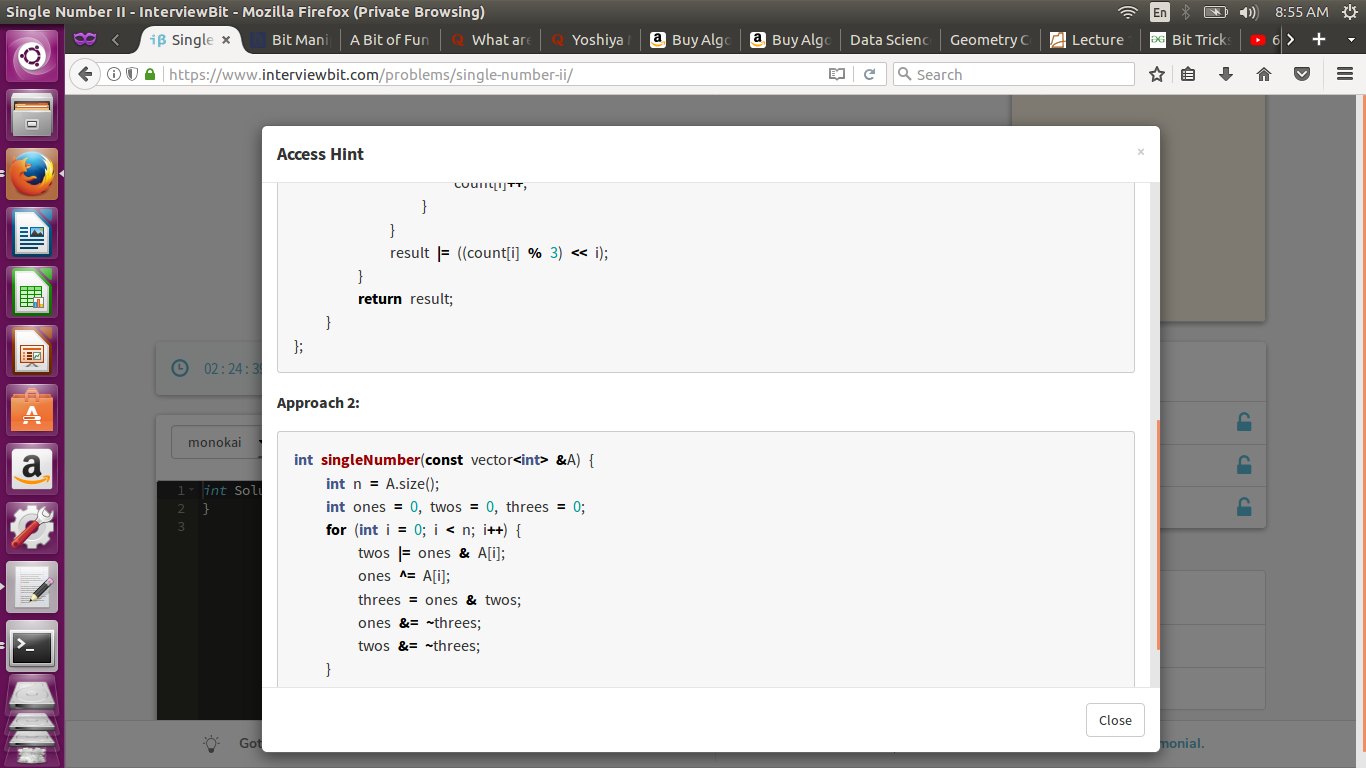 Single Number II - InterviewBit - Mozilla Firefox (Private Browsing)
En
8:55 AM
iβ Single
Bit Mani
A Bit of Fun
What are
Yoshiya
Buy Algo
Buy Algo
Data Scienc
Geometry C
Lecture
Bit Trick
6
https://www.interviewbit.com/problems/single-number-ii/
Search
Access Hint
×
count[i]++;
}
}
result |= ((count[i] % 3) << i);
}
return result;
}
};
Approach 2:
int singleNumber(const vector<int> &A) {
int n = A.size();
int ones = 0, twos = 0, threes = 0;
for (int i = 0; i < n; i++) {
twos |= ones & A[i];
ones ^= A[i];
threes = ones & twos;
ones &= ~threes;
twos &= ~threes;
}
Close
02 : 24 : 39
monokai
1 int Solu
2 }
3
Got
monial.